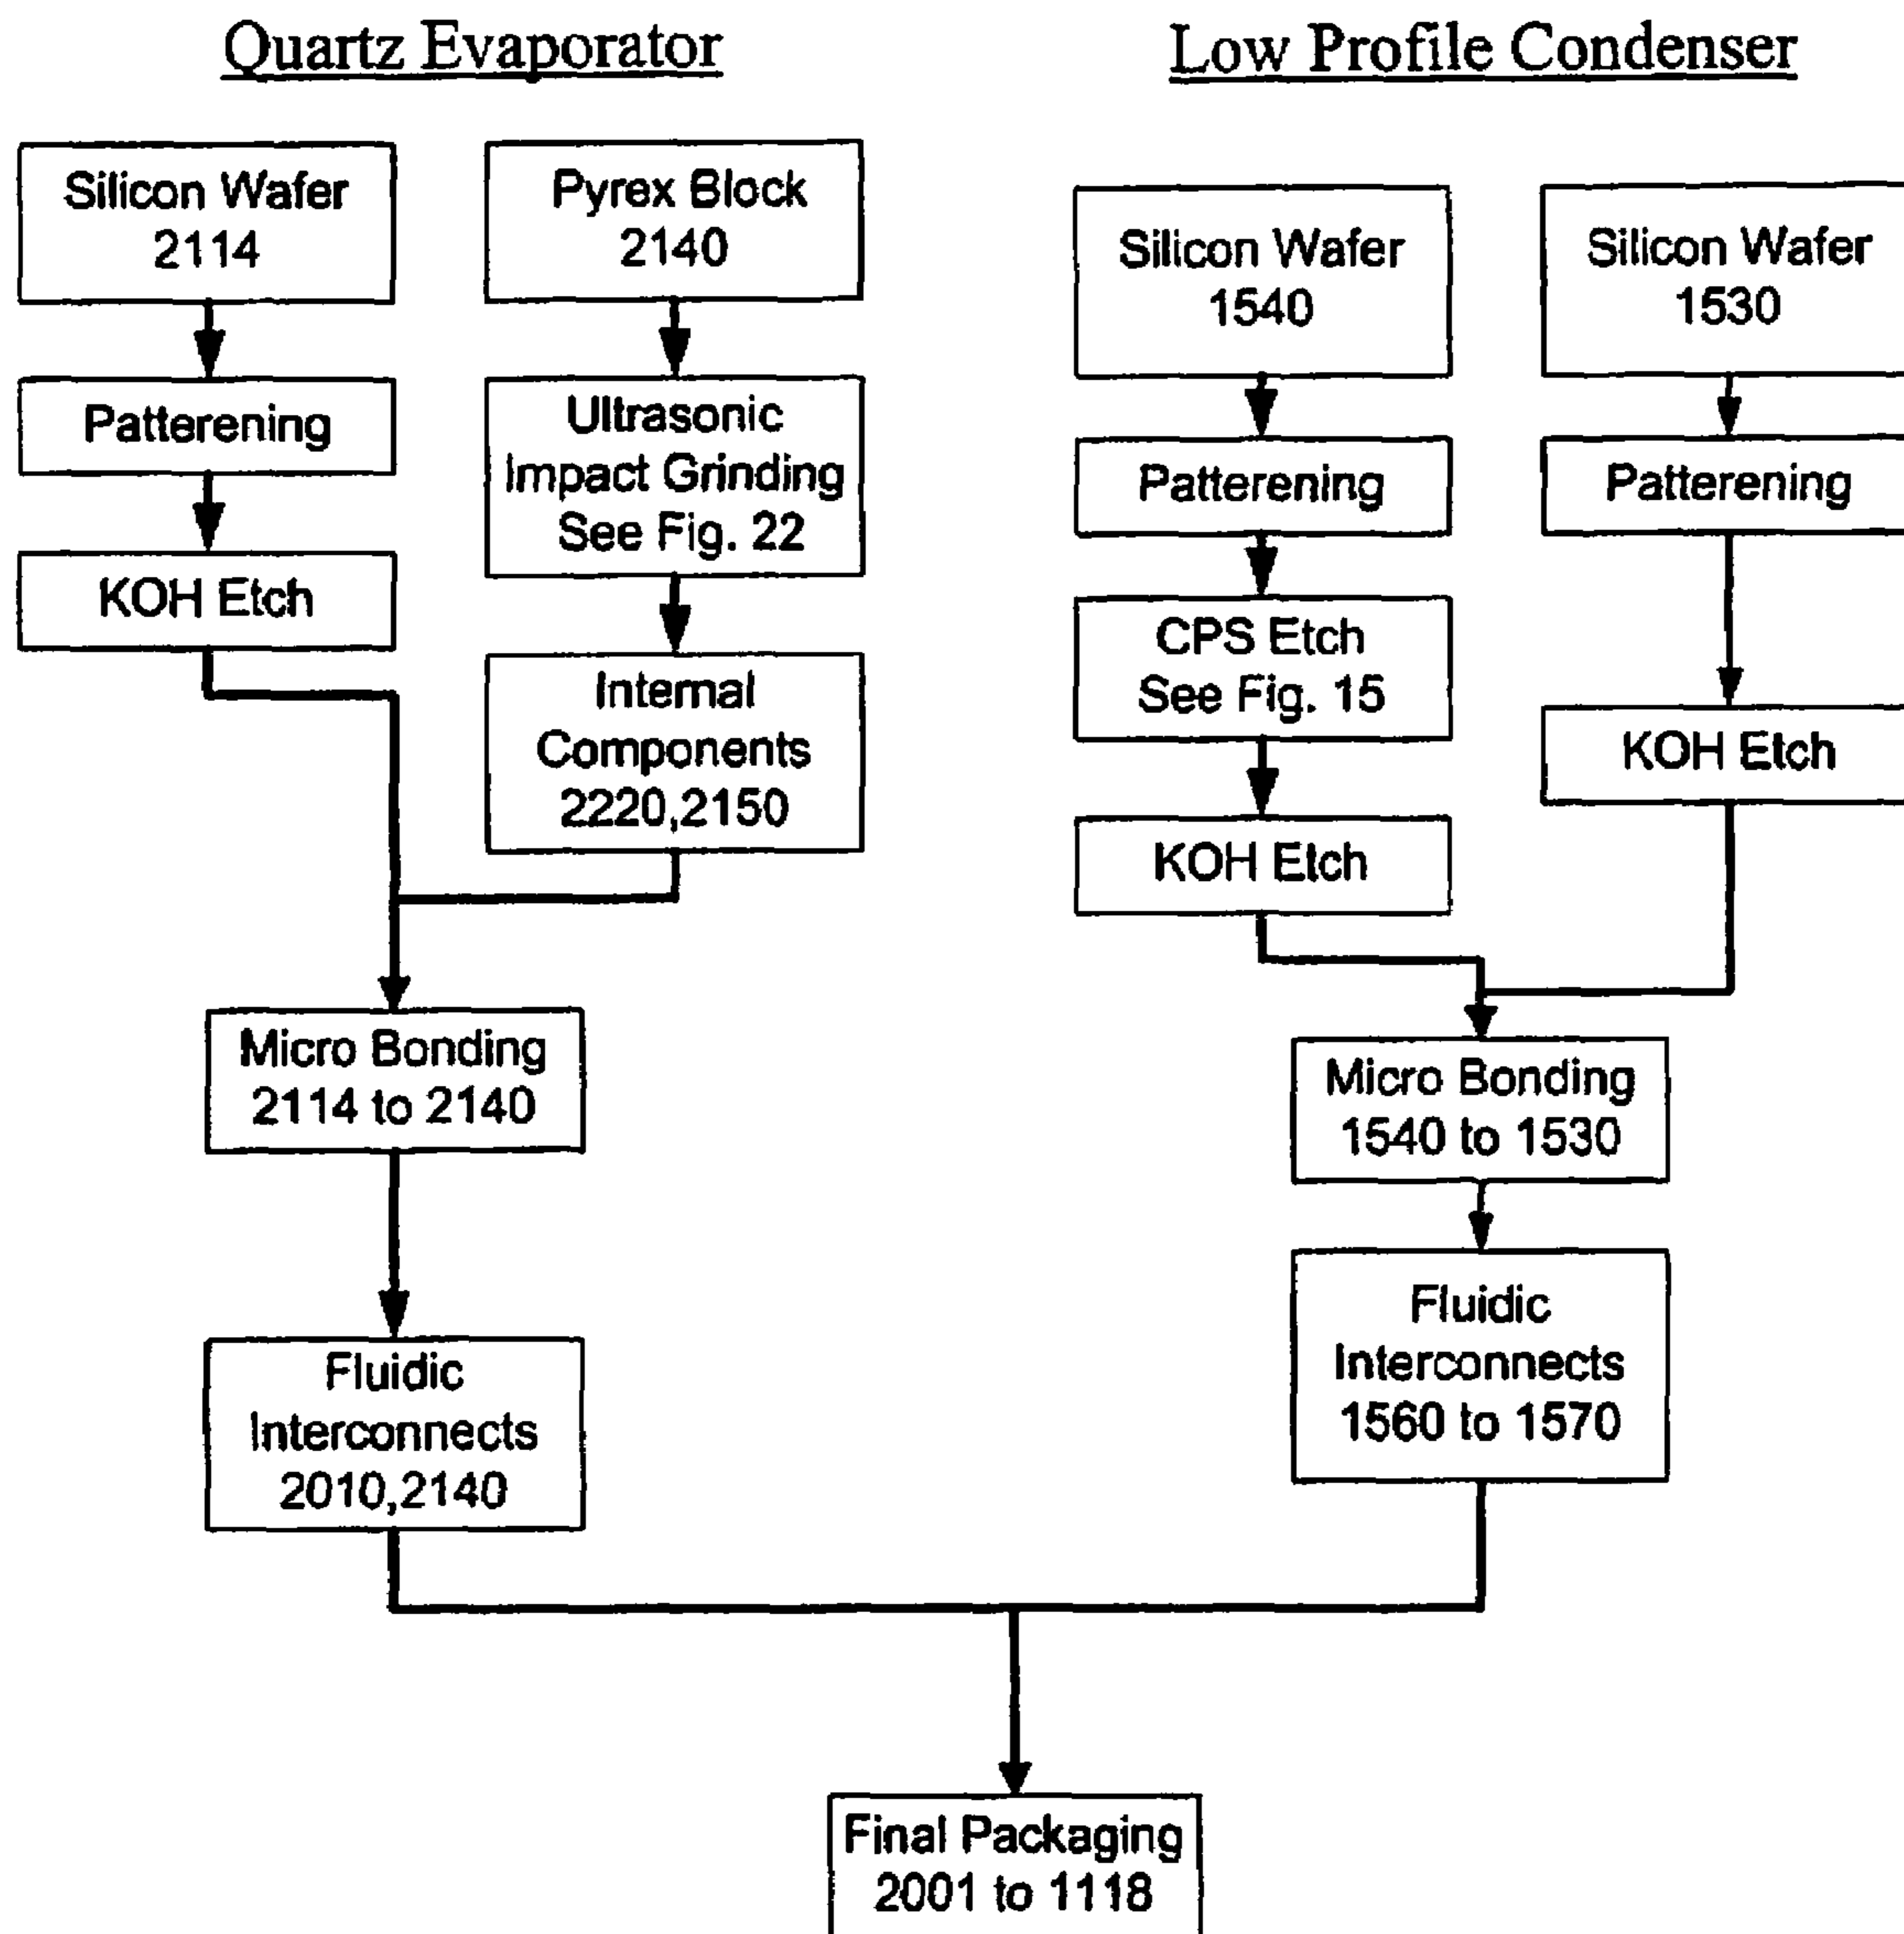 Quartz Evaporator
Low Profile Condenser
Silicon Wafer
2114
Patterening
KOH Etch
Pyrex Block
2140
Ultrasonic
Impact Grinding
See Fig. 22
Internal
Components
2220,2150
Micro Bonding
2114 to 2140
Fluidic
Interconnects
2010,2140
Silicon Wafer
1540
Patterening
CPS Etch
See Fig. 15
KOH Etch
Silicon Wafer
1530
Patterening
KOH Etch
Micro Bonding
1540 to 1530
Fluidic
Interconnects
1560 to 1570
Final Packaging
2001 to 1118